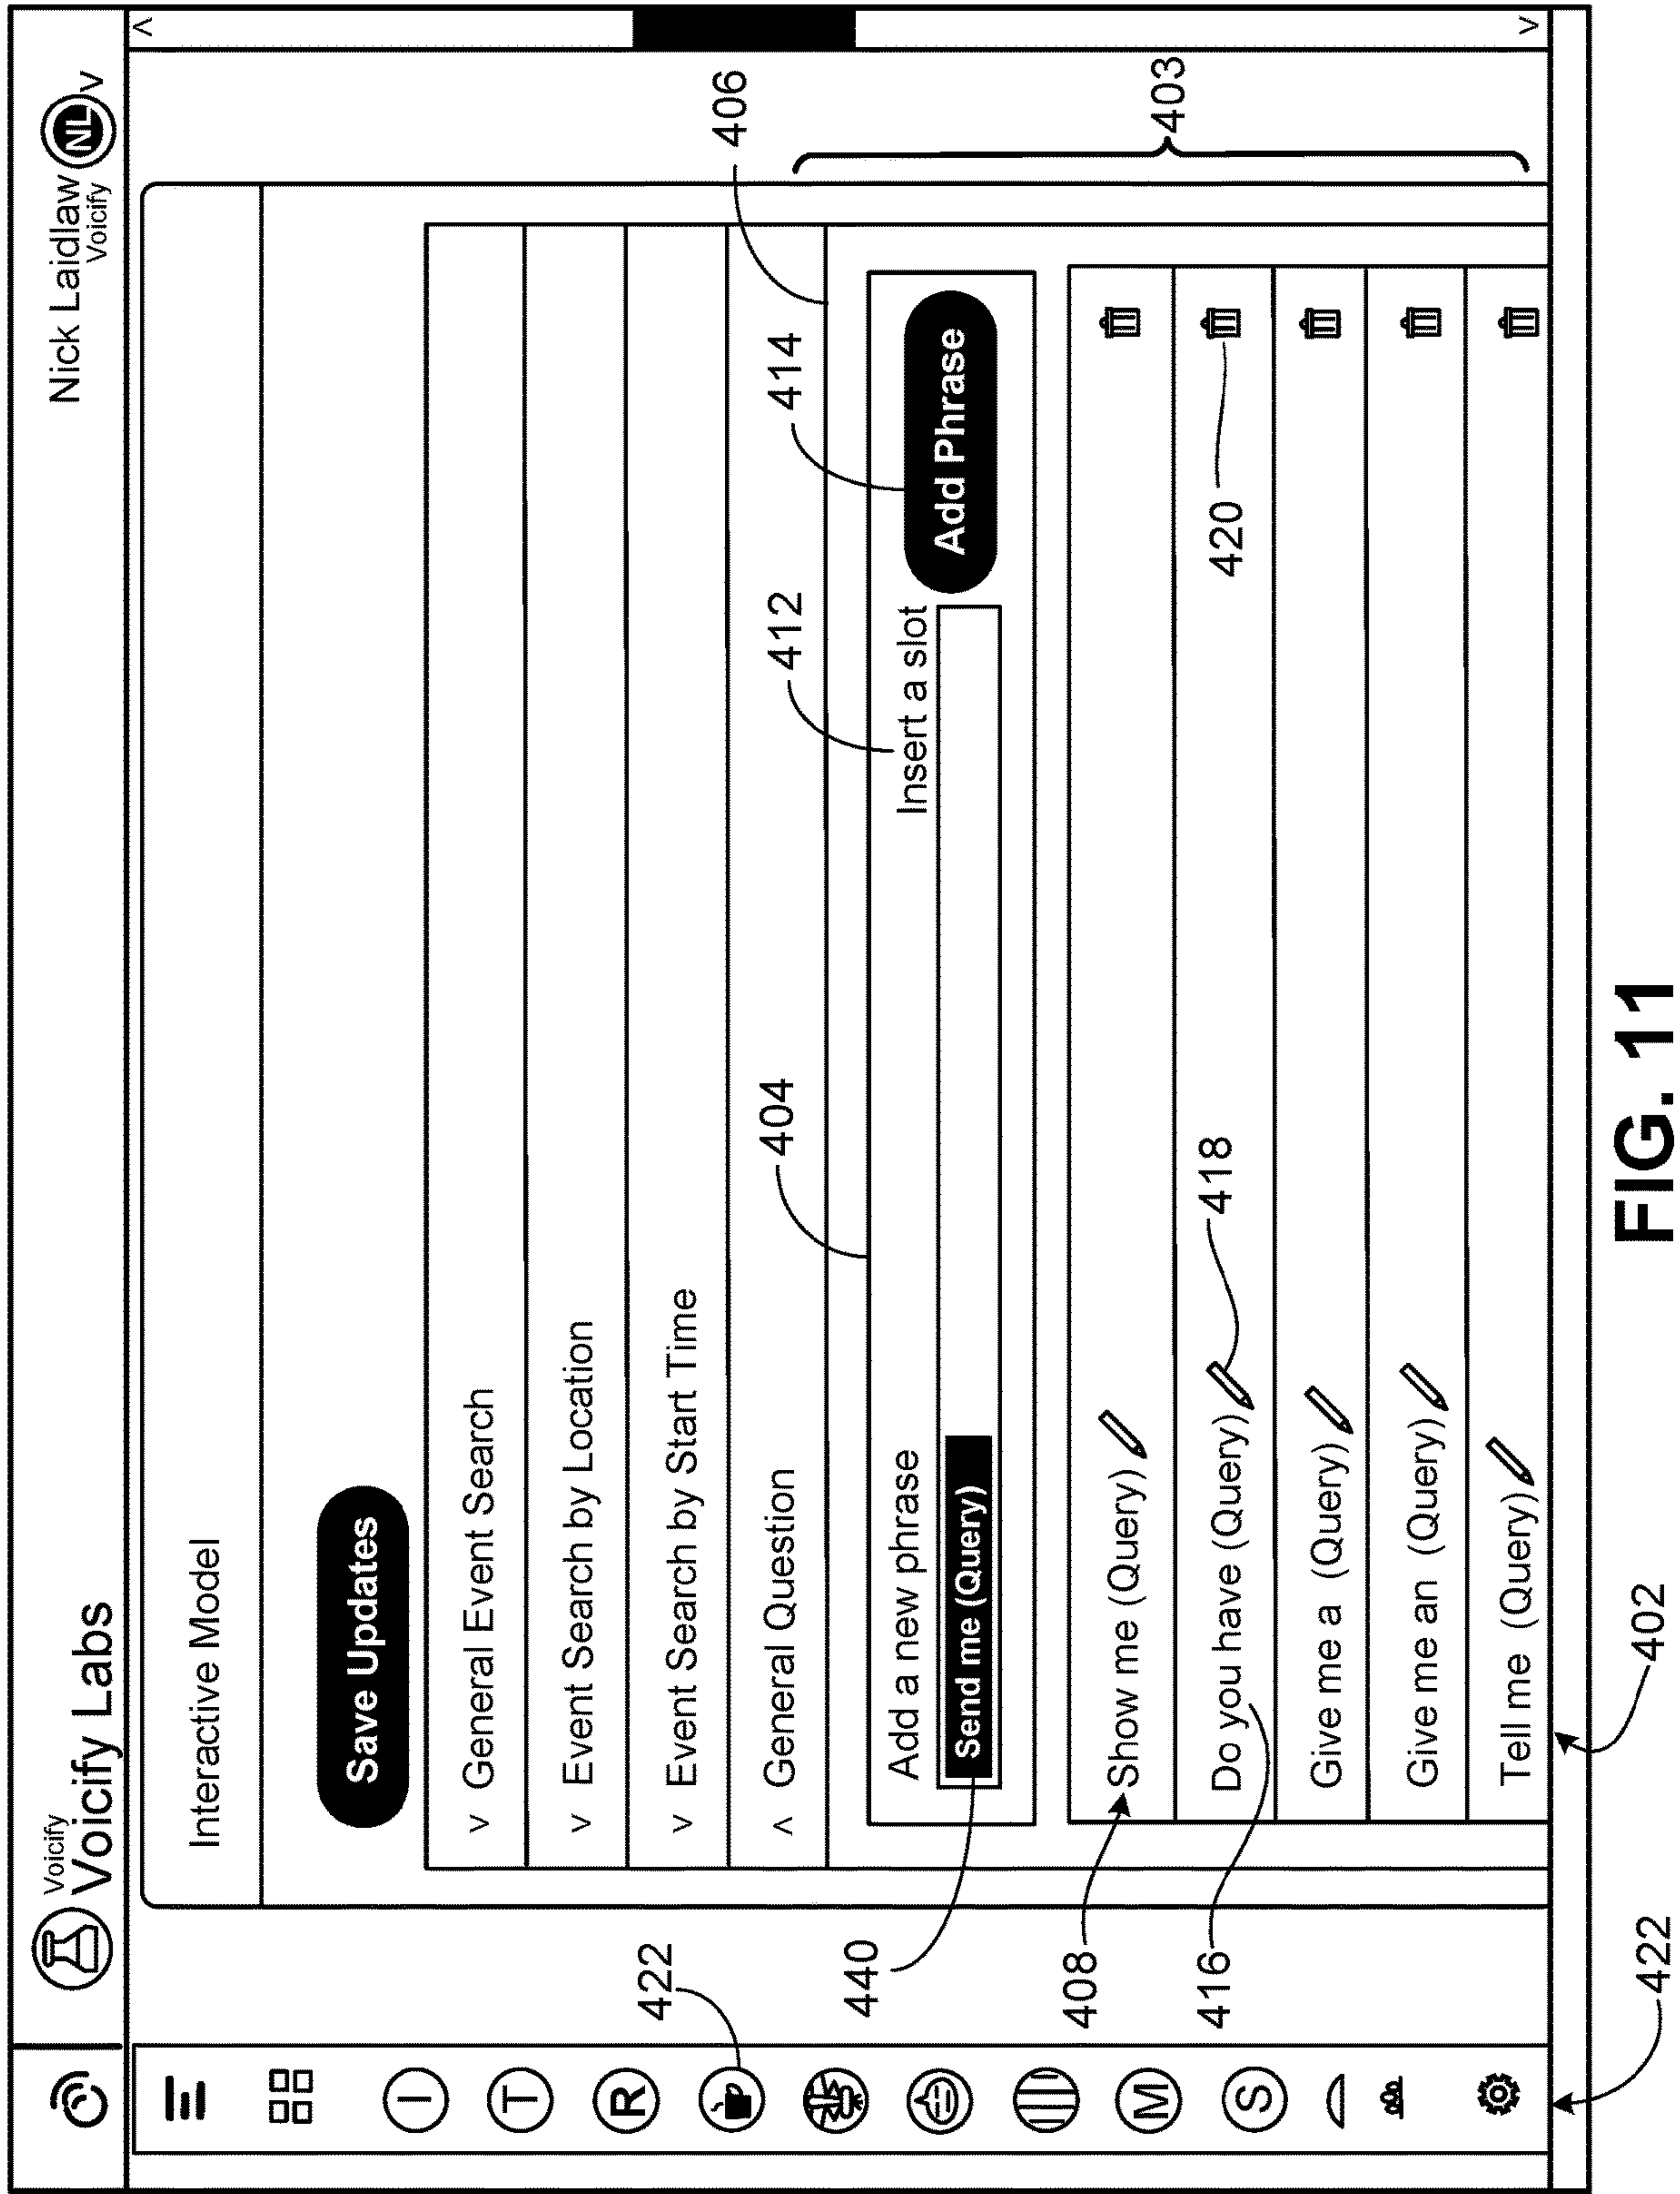 Voicify
Voicify Labs
Nick Laidlaw
Voicify
NL
v
<
>
Interactive Model
Save Updates
v General Event Search
v Event Search by Location
v Event Search by Start Time
^ General Question
404
412
414
406
Add a new phrase
Insert a slot
Send me (Query)
Add Phrase
403
Show me (Query)
Do you have (Query)
Give me a (Query)
Give me an (Query)
Tell me (Query)
418
420
422
440
408
416
I
T
R
M
S
422
402
FIG. 11